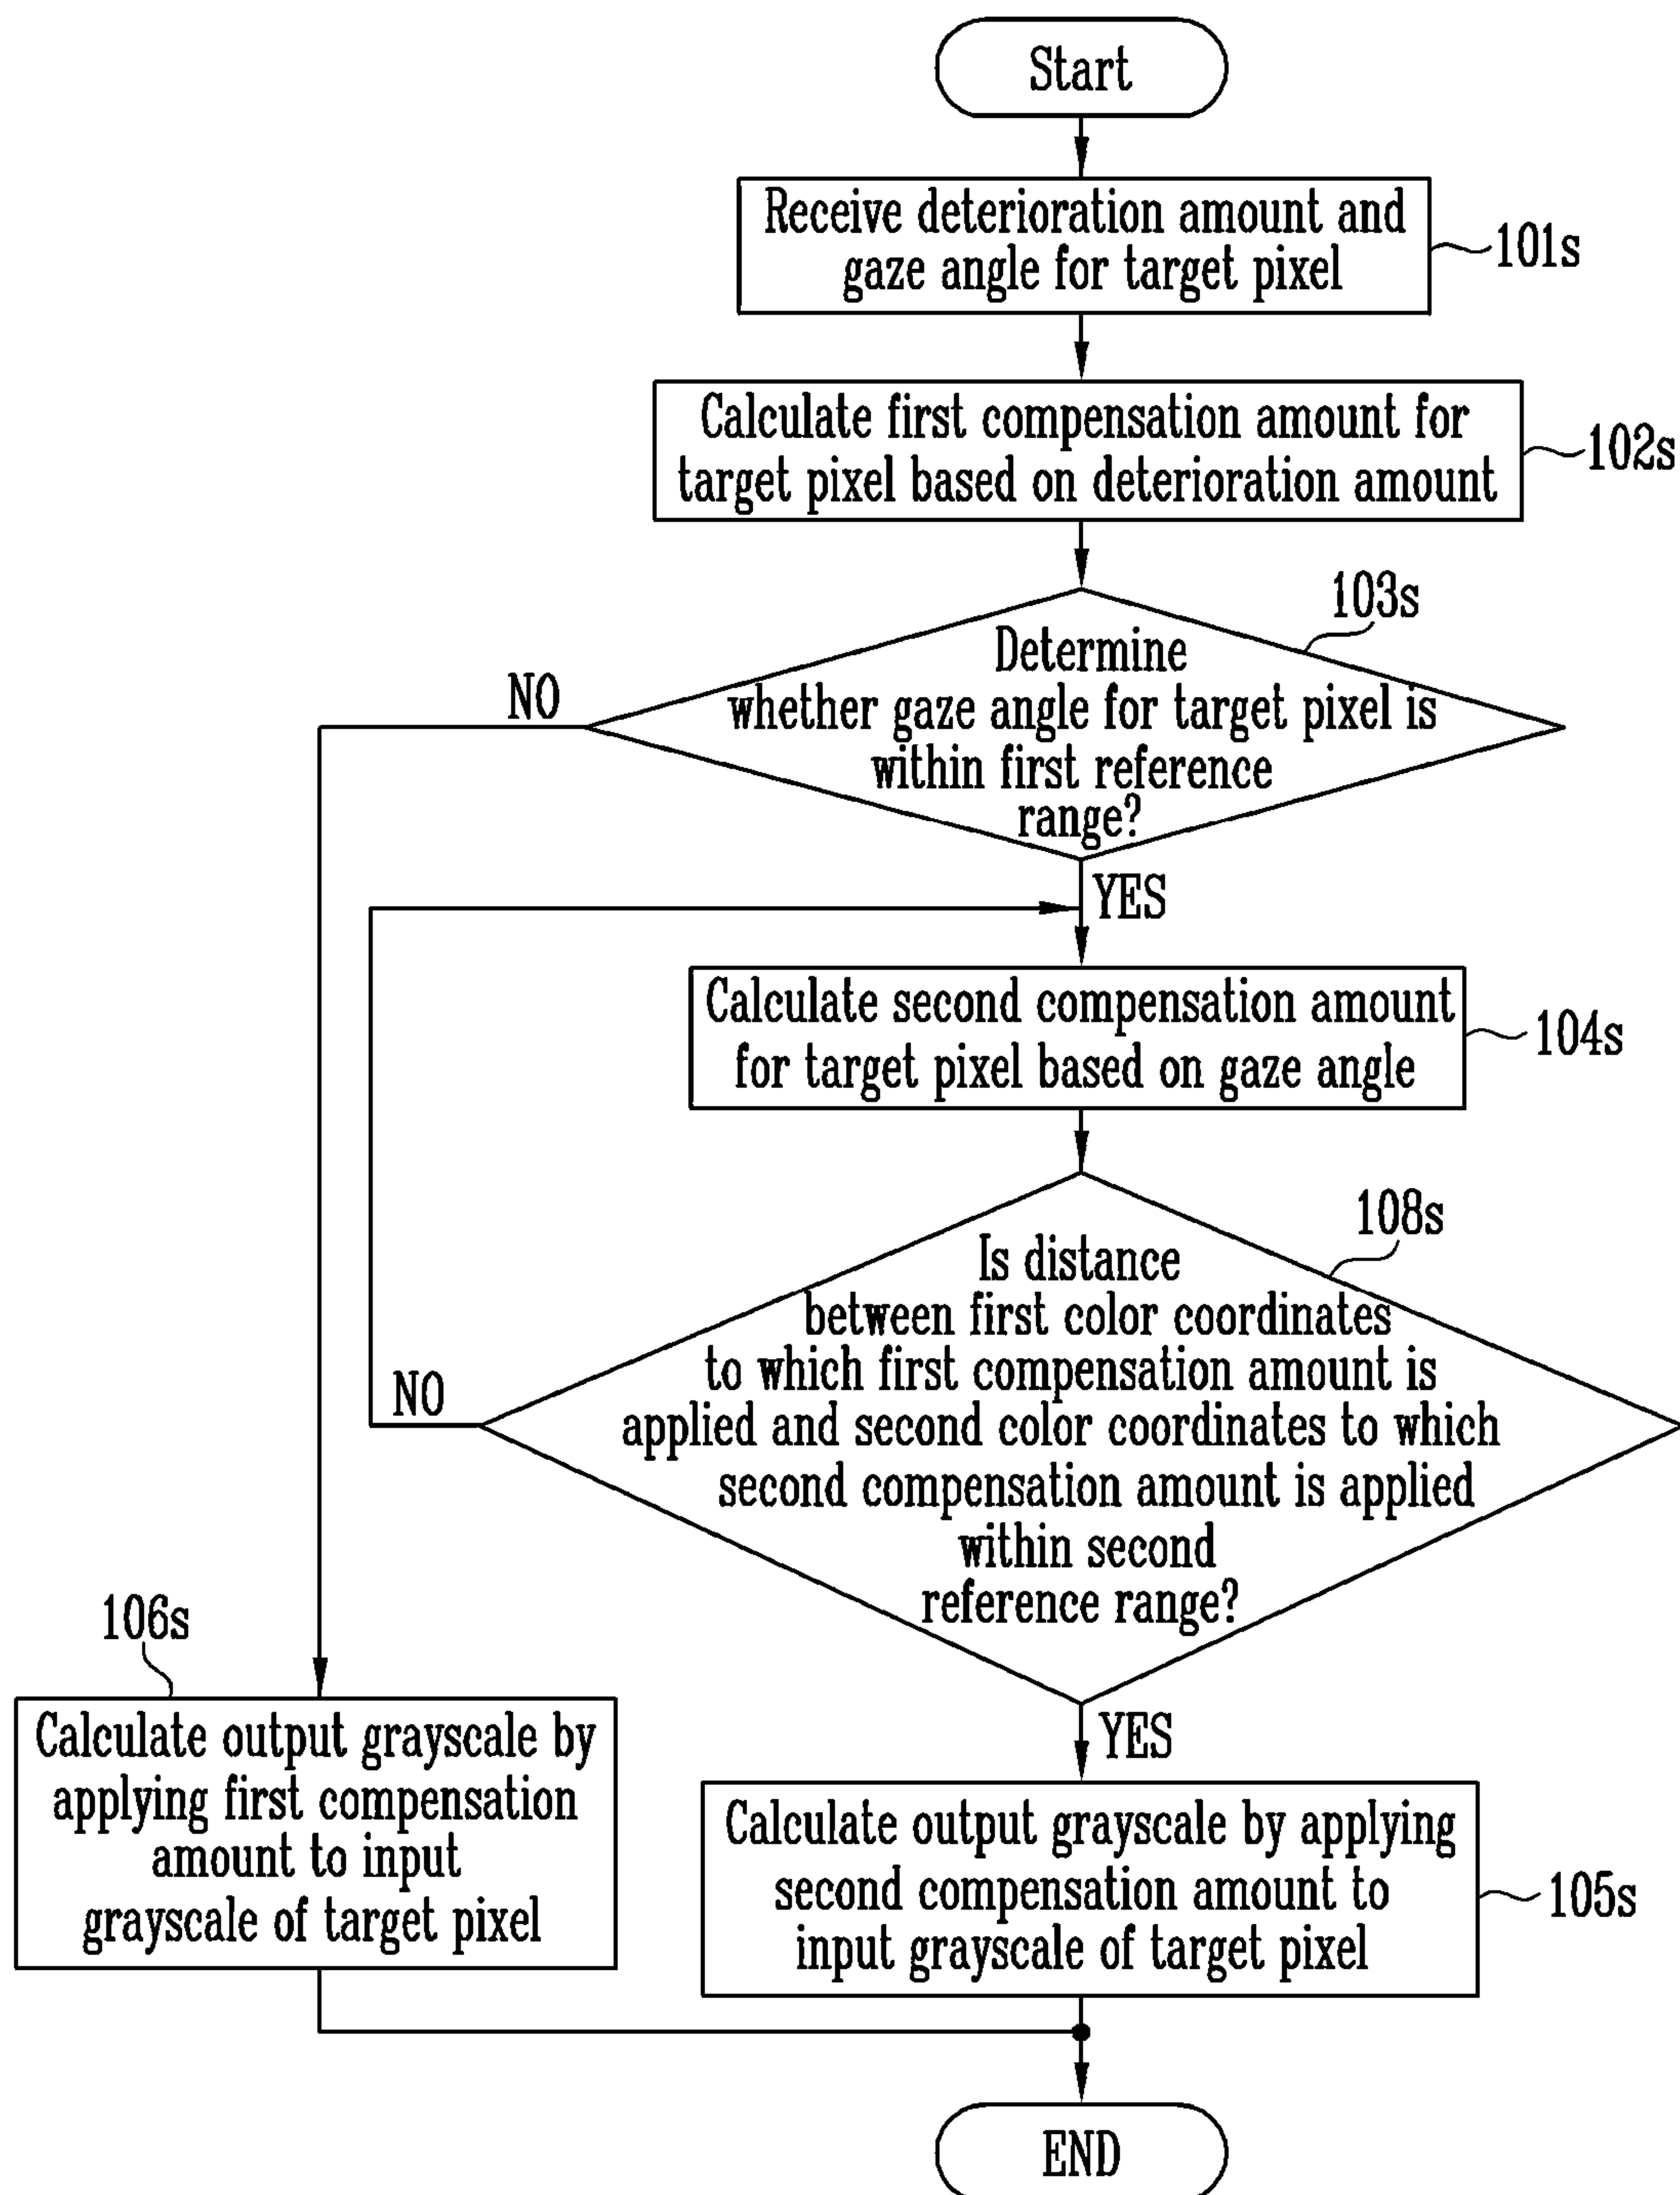 Start
Receive deterioration amount and
gaze angle for target pixel
101s
Calculate first compensation amount for
target pixel based on deterioration amount
102s
103s
Determine
whether gaze angle for target pixel is
within first reference
range?
NO
YES
Calculate second compensation amount
for target pixel based on gaze angle
104s
108s
Is distance
between first color coordinates
to which first compensation amount is
applied and second color coordinates to which
second compensation amount is applied
within second
reference range?
NO
YES
106s
Calculate output grayscale by
applying first compensation
amount to input
grayscale of target pixel
Calculate output grayscale by applying
second compensation amount to
input grayscale of target pixel
105s
END